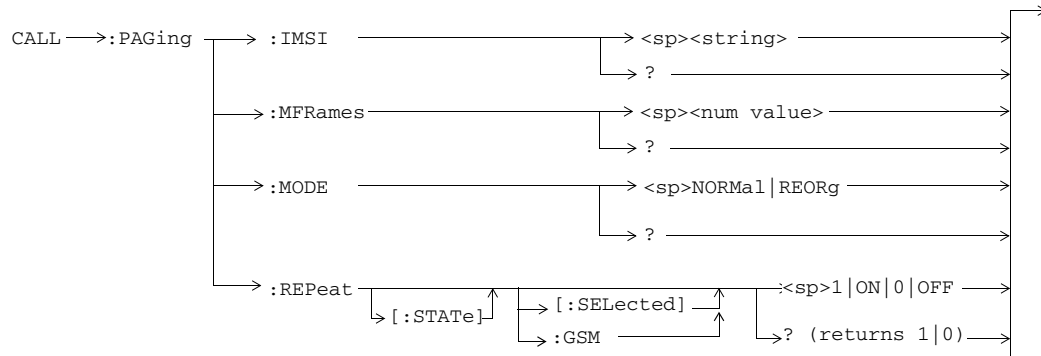 CALL :PAGing :IMSI <sp><string>
?
:MFRames <sp><num value>
?
:MODE <sp>NORMal|REORg
?
:REPeat [:STATe] [:SELected] <sp>1|ON|0|OFF
:GSM ? (returns 1|0)